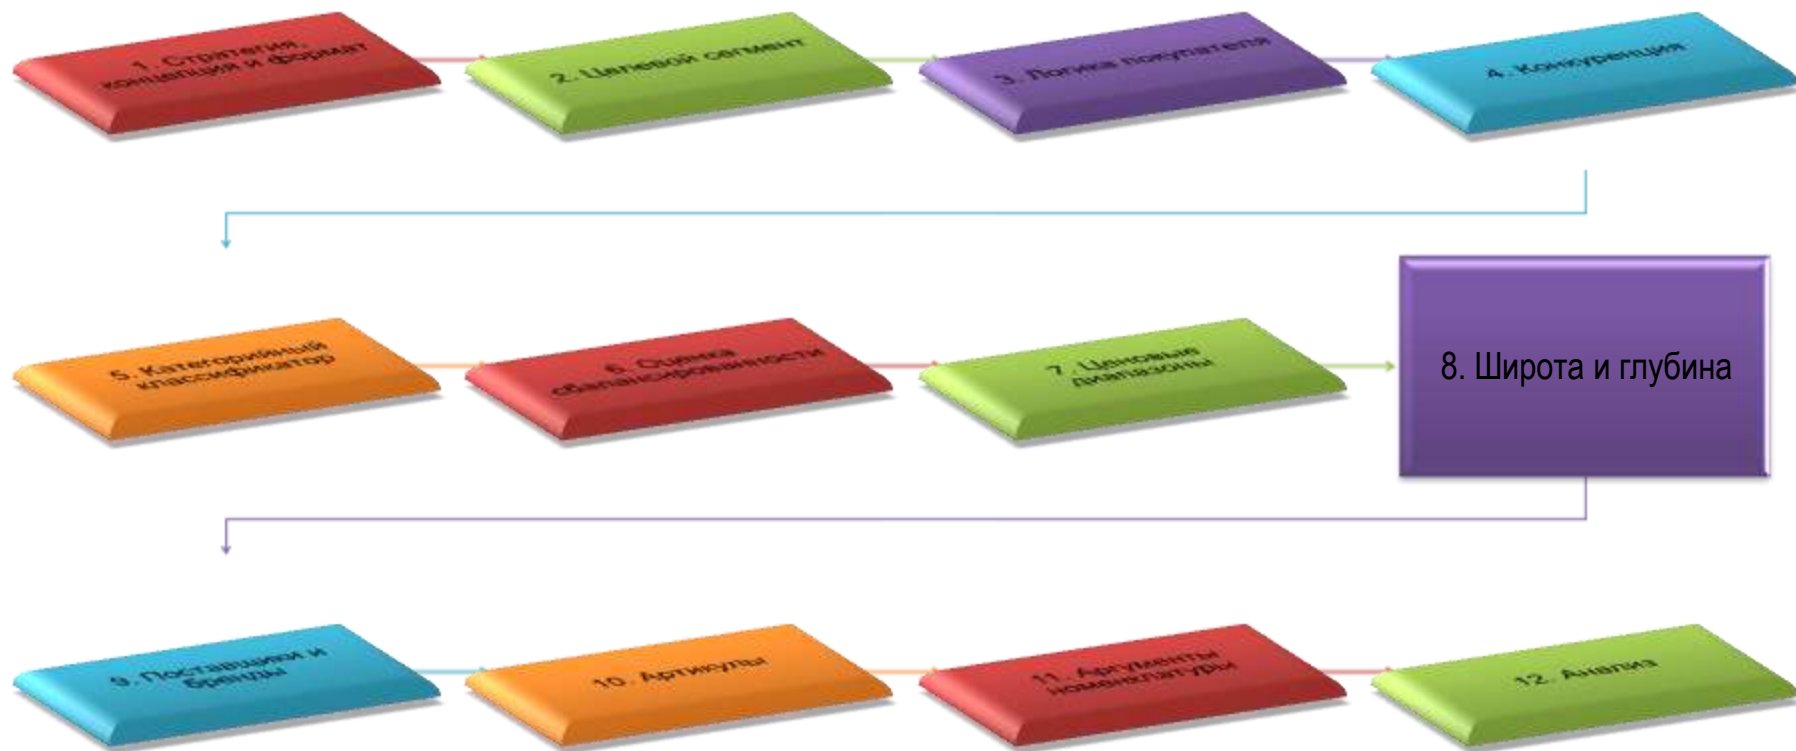 1. Стратегия,
концепция и формат
2. Целевой сегмент
3. Логика покупателя
4. Конкуренция
5. Категорийный
классификатор
6. Оценка
сбалансированности
7. Ценовые
диапазоны
8. Широта и глубина
9. Поставщики и
бренды
10. Артикулы
11. Аргументы
номенклатуры
12. Анализ